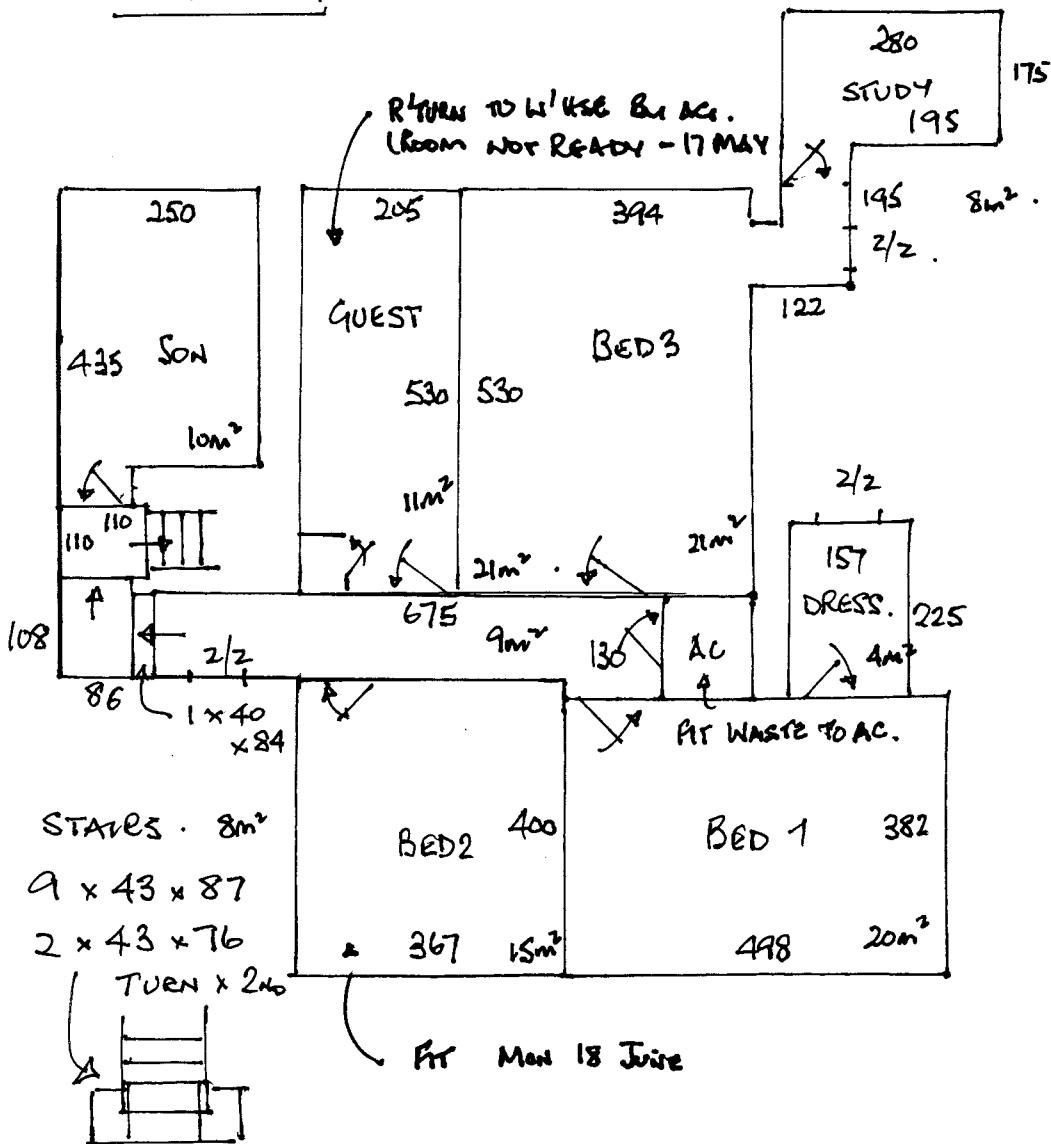 280
STUDY
175
195
R'TURN TO W'HSE
(ROOM NOT READY - 17 MAY
250
205
394
195
8m².
2/2.
122
GUEST
BED 3
435
SON
530
530
10m²
11m²
21m²
21m².
110
110
2/2
157
DRESS.
225
4m²
675
9m²
130
AC
108
86
2/2
1 x 40
x 84
FIT WASTE TO AC.
STAIRS. 8m²
9 x 43 x 87
2 x 43 x 76
TURN x 2No
BED2
400
367
15m²
BED 1
382
498
20m²
FIT MON 18 JUNE